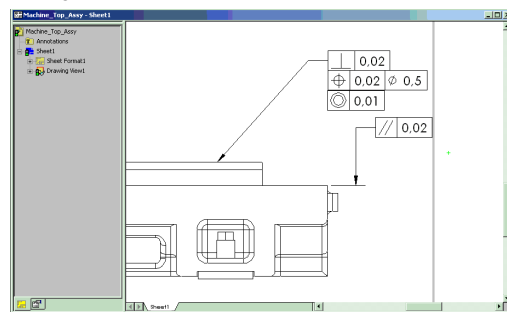 Machine_Top_Assy - Sheet1
Machine_Top_Assy
Annotations
Sheet1
Sheet Format1
Drawing View1
⊥ 0,02
⌖ 0,02 ⌀ 0,5
◎ 0,01
// 0,02
Sheet1